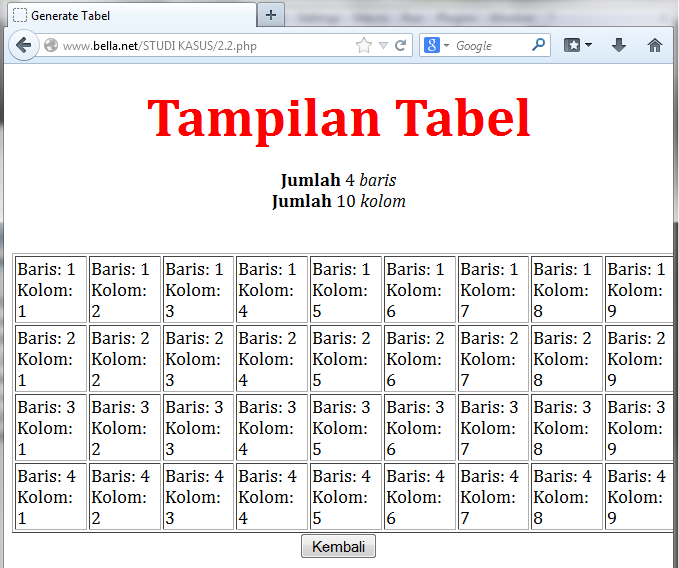 Generate Tabel
www.bella.net/STUDI KASUS/2.2.php
Google
Tampilan Tabel
Jumlah 4 baris
Jumlah 10 kolom
Baris: 1 Baris: 1 Baris: 1 Baris: 1 Baris: 1 Baris: 1 Baris: 1 Baris: 1 Baris: 1
Kolom: Kolom: Kolom: Kolom: Kolom: Kolom: Kolom: Kolom: Kolom:
1 2 3 4 5 6 7 8 9
Baris: 2 Baris: 2 Baris: 2 Baris: 2 Baris: 2 Baris: 2 Baris: 2 Baris: 2 Baris: 2
Kolom: Kolom: Kolom: Kolom: Kolom: Kolom: Kolom: Kolom: Kolom:
1 2 3 4 5 6 7 8 9
Baris: 3 Baris: 3 Baris: 3 Baris: 3 Baris: 3 Baris: 3 Baris: 3 Baris: 3 Baris: 3
Kolom: Kolom: Kolom: Kolom: Kolom: Kolom: Kolom: Kolom: Kolom:
1 2 3 4 5 6 7 8 9
Baris: 4 Baris: 4 Baris: 4 Baris: 4 Baris: 4 Baris: 4 Baris: 4 Baris: 4 Baris: 4
Kolom: Kolom: Kolom: Kolom: Kolom: Kolom: Kolom: Kolom: Kolom:
1 2 3 4 5 6 7 8 9
Kembali